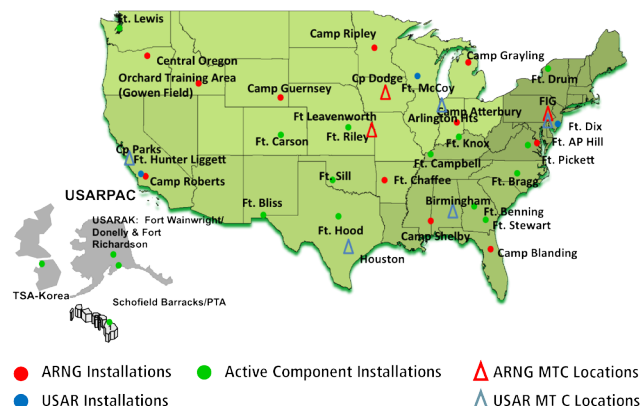 Ft. Lewis
Camp Ripley
Central Oregon
Camp Grayling
Orchard Training Area
(Gowen Field)
Cp Dodge
Ft. McCoy
Ft. Drum
Camp Guernsey
FIG
Camp Atterbury
Ft Leavenworth
Arlington Hts
Ft. Dix
Ft. Carson
Ft. Riley
Ft. Knox
Ft. AP Hill
Cp Parks
Ft. Hunter Liggett
Ft. Campbell
Ft. Pickett
Camp Roberts
Ft. Sill
Ft. Chaffee
Ft. Bragg
USARPAC
Ft. Bliss
Birmingham
Ft. Benning
USARAK: Fort Wainwright/
Donelly & Fort
Richardson
Ft. Hood
Ft. Stewart
Camp Shelby
Houston
Camp Blanding
TSA-Korea
Schofield Barracks/PTA
ARNG Installations
Active Component Installations
ARNG MTC Locations
USAR Installations
USAR MT C Locations